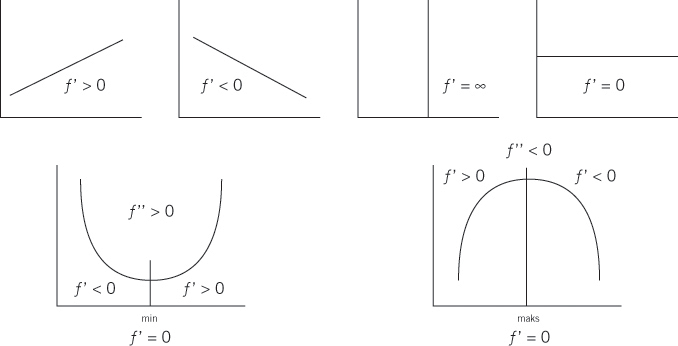 f' > 0
f' < 0
f' = ∞
f' = 0
f'' > 0
f' < 0
f' > 0
min
f' = 0
f'' < 0
f' > 0
f' < 0
maks
f' = 0